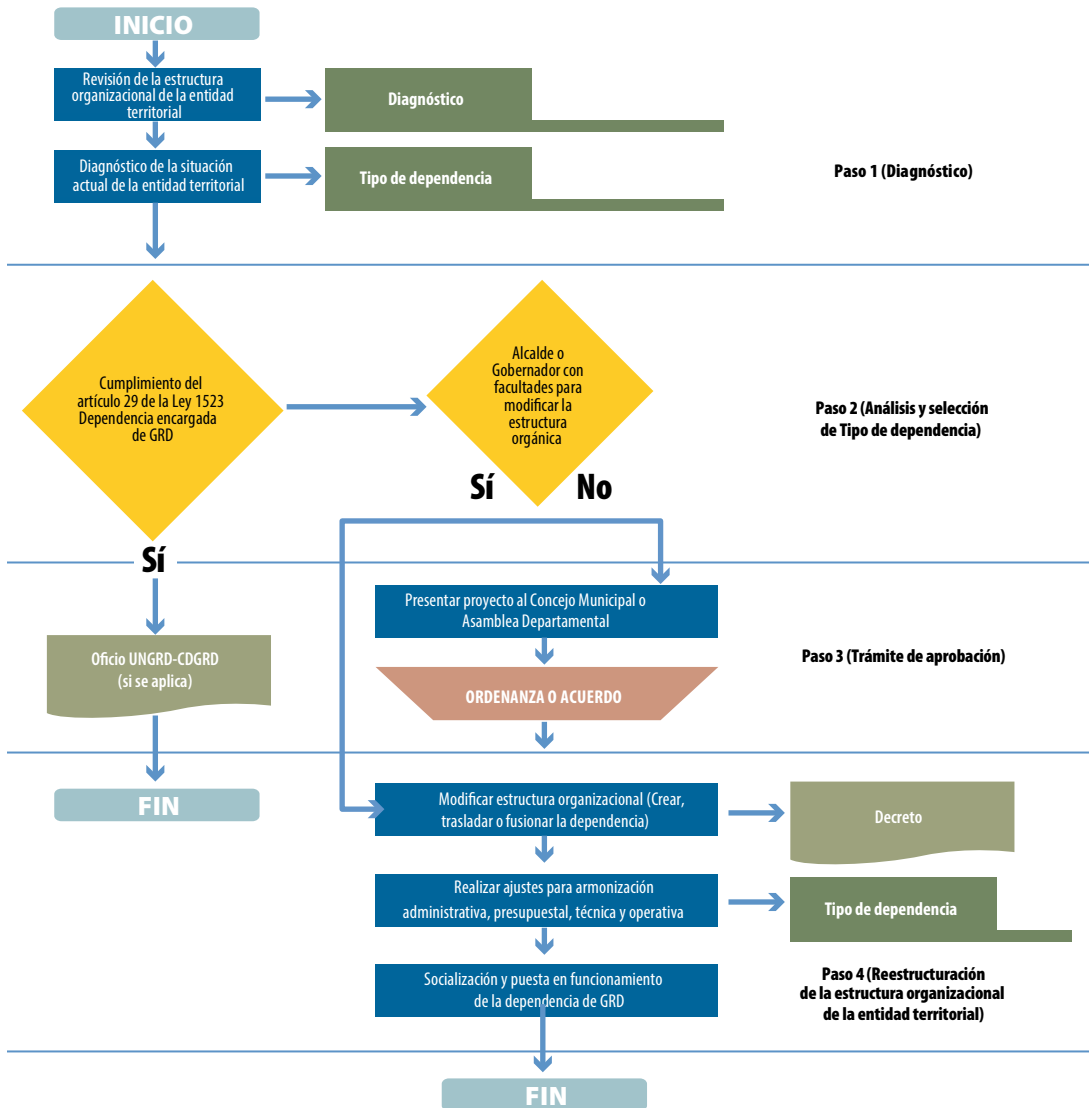 INICIO
Revisión de la estructura
organizacional de la entidad
territorial
Diagnóstico
Diagnóstico de la situación
actual de la entidad territorial
Tipo de dependencia
Paso 1 (Diagnóstico)
Cumplimiento del
artículo 29 de la Ley 1523
Dependencia encargada
de GRD
Alcalde o
Gobernador con
facultades para
modificar la
estructura
orgánica
Paso 2 (Análisis y selección
de Tipo de dependencia)
Sí
No
Sí
Presentar proyecto al Concejo Municipal o
Asamblea Departamental
Oficio UNGRD-CDGRD
(si se aplica)
ORDENANZA O ACUERDO
Paso 3 (Trámite de aprobación)
FIN
Modificar estructura organizacional (Crear,
trasladar o fusionar la dependencia)
Decreto
Realizar ajustes para armonización
administrativa, presupuestal, técnica y operativa
Tipo de dependencia
Socialización y puesta en funcionamiento
de la dependencia de GRD
Paso 4 (Reestructuración
de la estructura organizacional
de la entidad territorial)
FIN